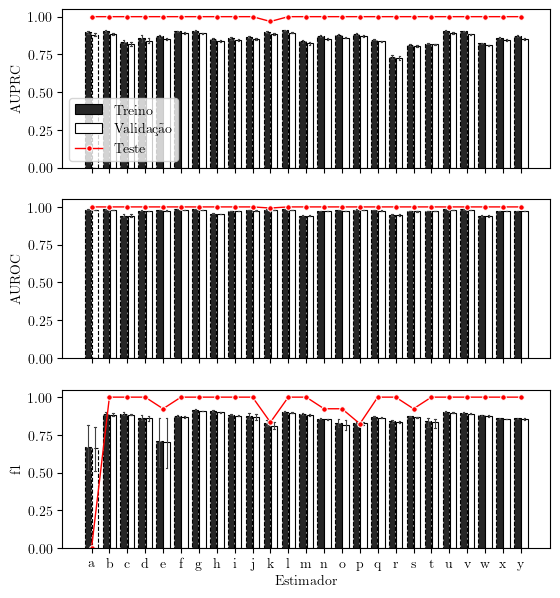 1.00
0.75
0.50
0.25
0.00
AUPRC
Treino
Validação
Teste
1.00
0.75
0.50
0.25
0.00
AUROC
1.00
0.75
0.50
0.25
0.00
f1
a b c d e f g h i j k l m n o p q r s t u v w x y
Estimador